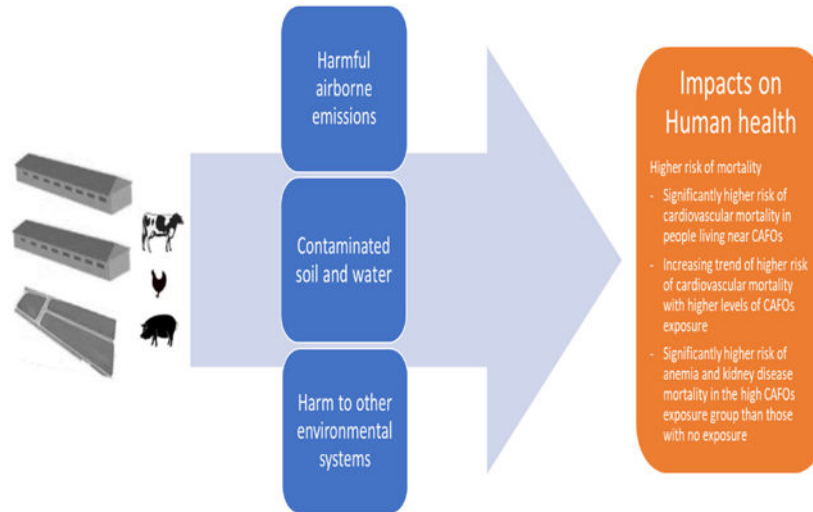 Harmful
airborne
emissions
Contaminated
soil and water
Harm to other
environmental
systems
Impacts on
Human health
Higher risk of mortality
- Significantly higher risk of
cardiovascular mortality in
people living near CAFOs
- Increasing trend of higher risk
of cardiovascular mortality
with higher levels of CAFOs
exposure
- Significantly higher risk of
anemia and kidney disease
mortality in the high CAFOs
exposure group than those
with no exposure